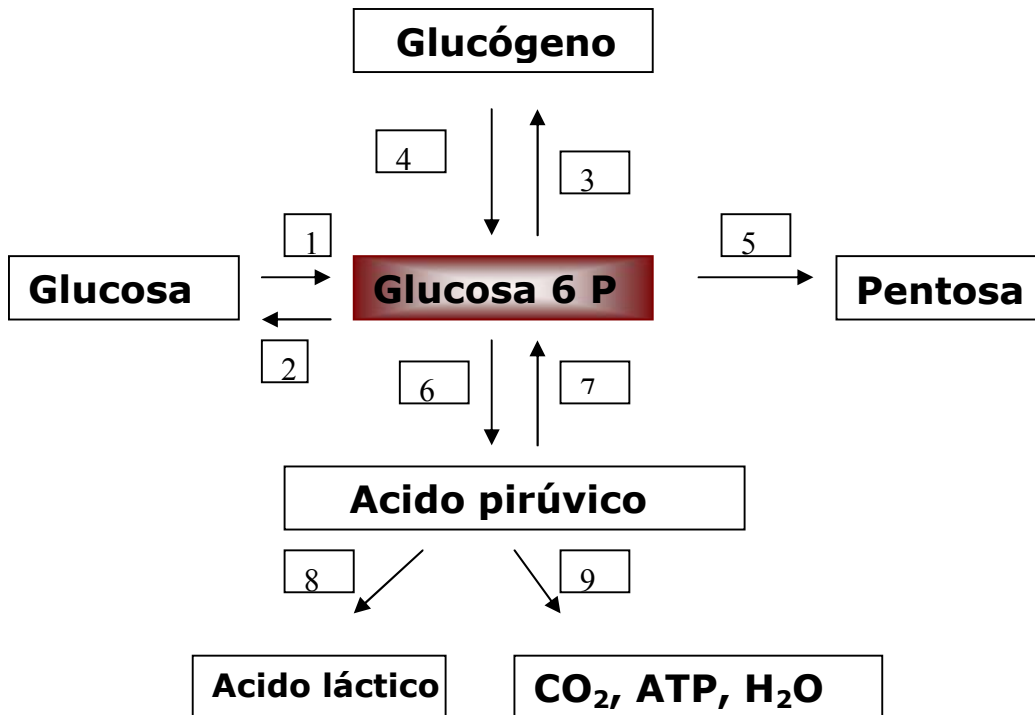 Glucógeno
4
3
1
5
Glucosa
Glucosa 6 P
Pentosa
2
6
7
Acido pirúvico
8
9
Acido láctico
CO₂, ATP, H₂O